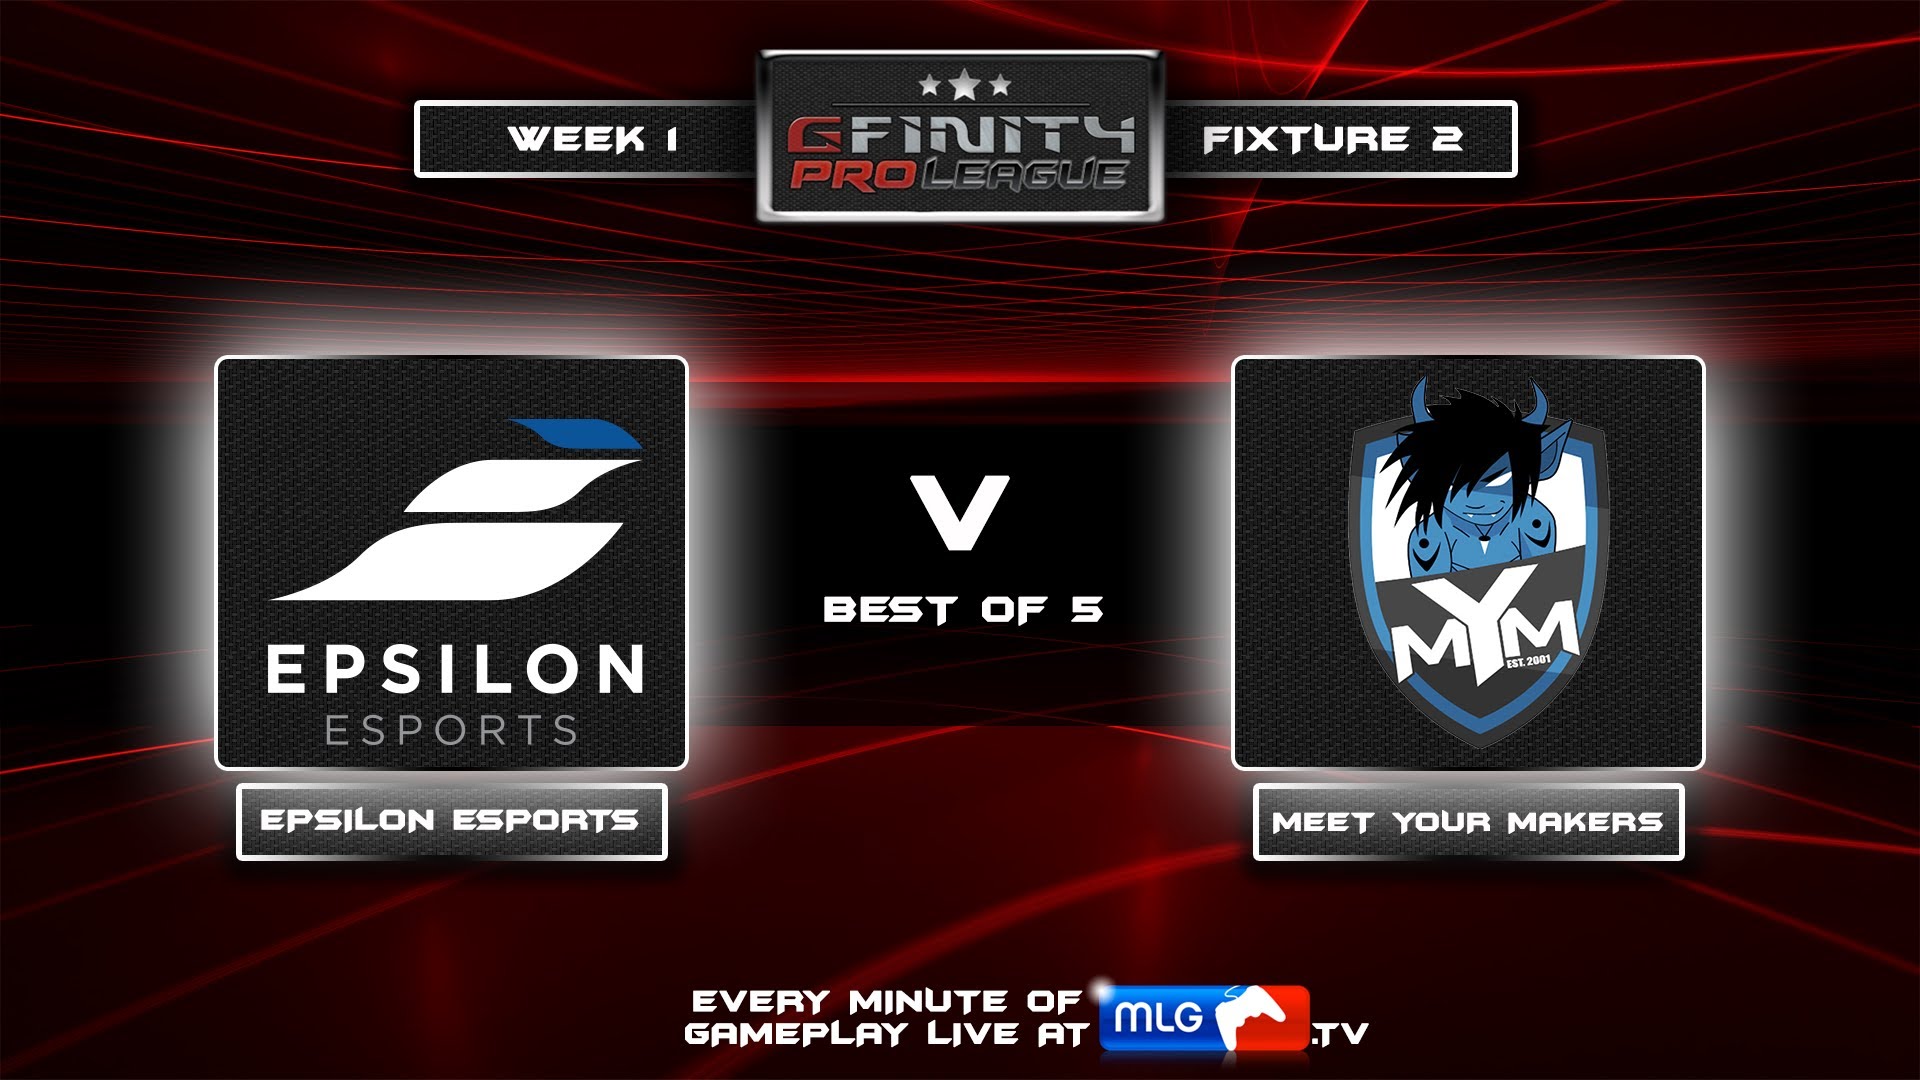 WEEK 1
GFINITY
PRO LEAGUE
FIXTURE 2
EPSILON
ESPORTS
V
BEST OF 5
MYM
EST. 2001
EPSILON ESPORTS
MEET YOUR MAKERS
EVERY MINUTE OF
GAMEPLAY LIVE AT MLG.TV